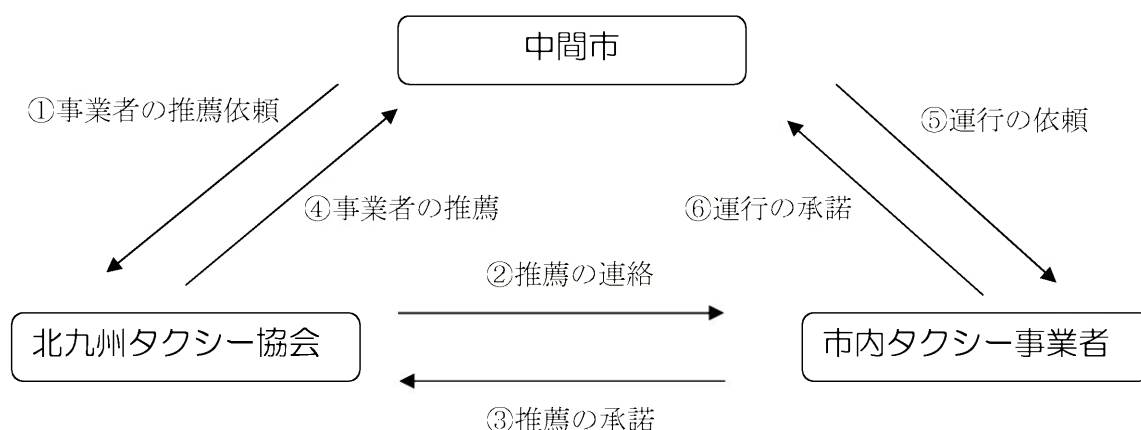 中間市
①事業者の推薦依頼
⑤運行の依頼
④事業者の推薦
⑥運行の承諾
②推薦の連絡
北九州タクシー協会
市内タクシー事業者
③推薦の承諾